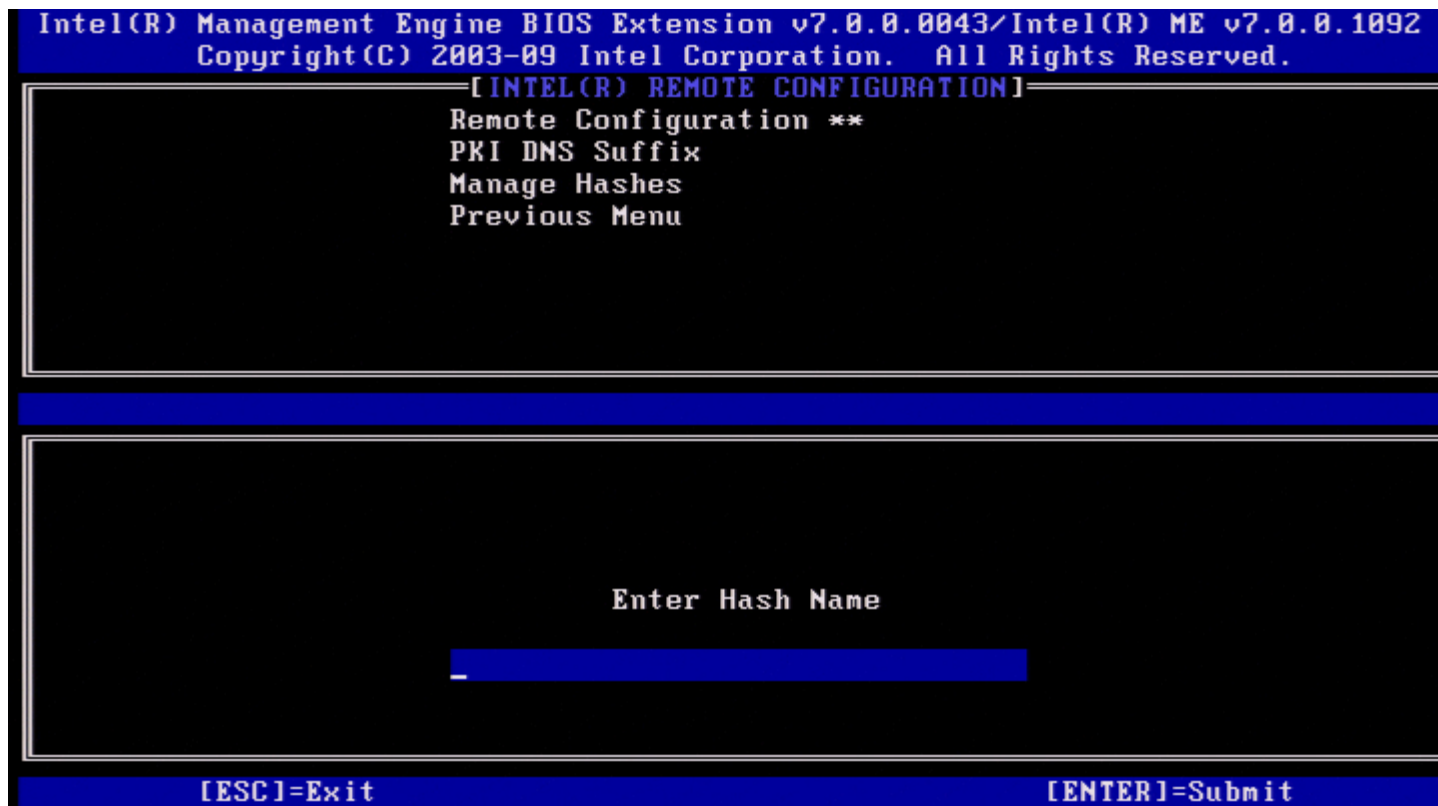 Intel(R) Management Engine BIOS Extension v7.0.0.0043/Intel(R) ME v7.0.0.1092
Copyright(C) 2003-09 Intel Corporation. All Rights Reserved.
[INTEL(R) REMOTE CONFIGURATION]
Remote Configuration **
PKI DNS Suffix
Manage Hashes
Previous Menu
Enter Hash Name
[ESC]=Exit [ENTER]=Submit